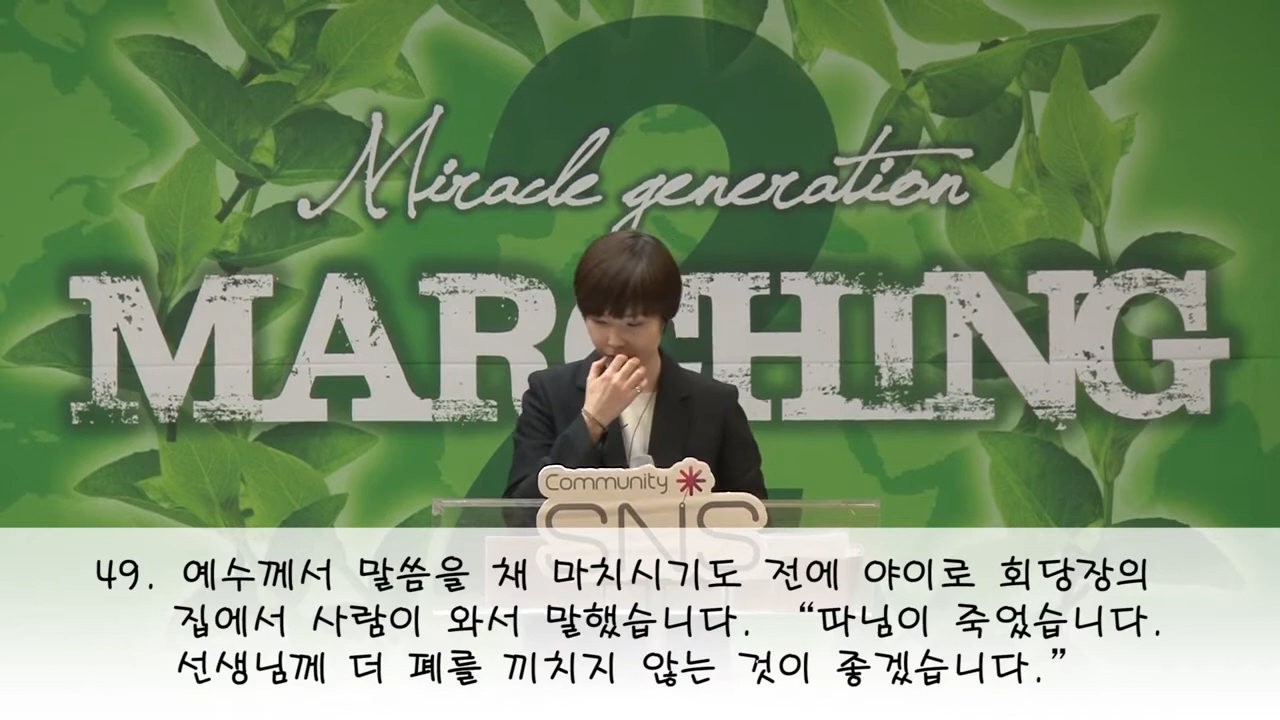 Miracle generation
MARCHING
2
Community
SNS
49. 예수께서 말씀을 채 마치시기도 전에 야이로 회당장의
집에서 사람이 와서 말했습니다. “따님이 죽었습니다.
선생님께 더 폐를 끼치지 않는 것이 좋겠습니다.”